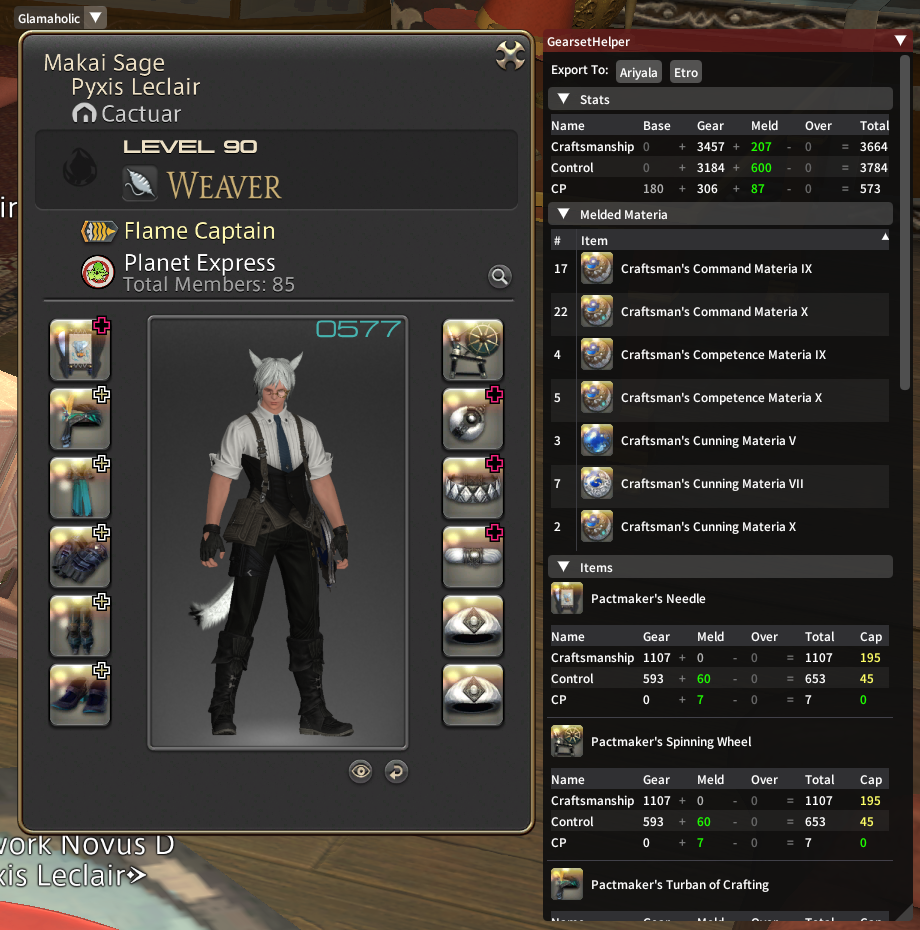 Glamaholic ▼
Makai Sage
Pyxis Leclair
Cactuar
LEVEL 90
WEAVER
Flame Captain
Planet Express
Total Members: 85
0577
ir
work Novus D
xis Leclair
GearsetHelper
Export To: Ariyala Etro
▼ Stats
Name Base Gear Meld Over Total
Craftsmanship 0 + 3457 + 207 - 0 = 3664
Control 0 + 3184 + 600 - 0 = 3784
CP 180 + 306 + 87 - 0 = 573
▼ Melded Materia
# Item
17 Craftsman's Command Materia IX
22 Craftsman's Command Materia X
4 Craftsman's Competence Materia IX
5 Craftsman's Competence Materia X
3 Craftsman's Cunning Materia V
7 Craftsman's Cunning Materia VII
2 Craftsman's Cunning Materia X
▼ Items
Pactmaker's Needle
Name Gear Meld Over Total Cap
Craftsmanship 1107 + 0 - 0 = 1107 195
Control 593 + 60 - 0 = 653 45
CP 0 + 7 - 0 = 7 0
Pactmaker's Spinning Wheel
Name Gear Meld Over Total Cap
Craftsmanship 1107 + 0 - 0 = 1107 195
Control 593 + 60 - 0 = 653 45
CP 0 + 7 - 0 = 7 0
Pactmaker's Turban of Crafting
Name Gear Meld Over Total Cap